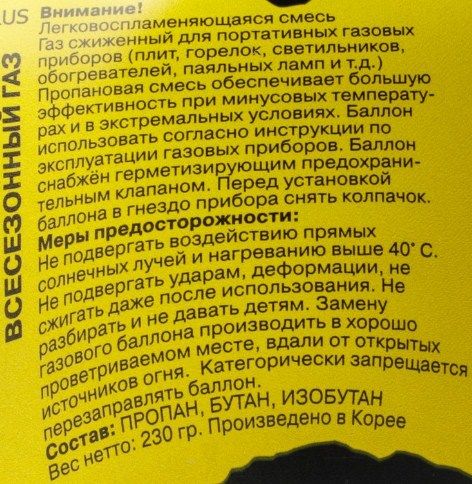 LUS
ВСЕСЕЗОННЫЙ ГАЗ
Внимание!
Легковоспламеняющаяся смесь
Газ сжиженный для портативных газовых
приборов (плит, горелок, светильников,
обогревателей, паяльных ламп и т.д.)
Пропановая смесь обеспечивает большую
эффективность при минусовых температу-
рах и в экстремальных условиях. Баллон
использовать согласно инструкции по
эксплуатации газовых приборов. Баллон
снабжён герметизирующим предохрани-
тельным клапаном. Перед установкой
баллона в гнездо прибора снять колпачок.
Меры предосторожности:
Не подвергать воздействию прямых
солнечных лучей и нагреванию выше 40° С.
Не подвергать ударам, деформации, не
сжигать даже после использования. Не
разбирать и не давать детям. Замену
газового баллона производить в хорошо
проветриваемом месте, вдали от открытых
источников огня. Категорически запрещается
перезаправлять баллон.
Состав: ПРОПАН, БУТАН, ИЗОБУТАН
Вес нетто: 230 гр. Произведено в Корее